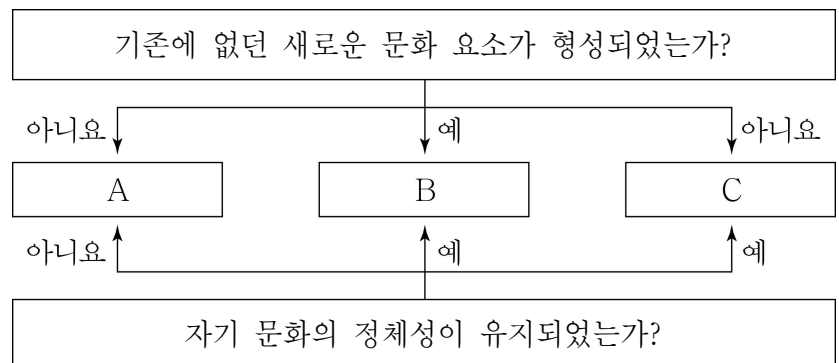 기존에 없던 새로운 문화 요소가 형성되었는가?
아니요 예 아니요
A B C
아니요 예 예
자기 문화의 정체성이 유지되었는가?